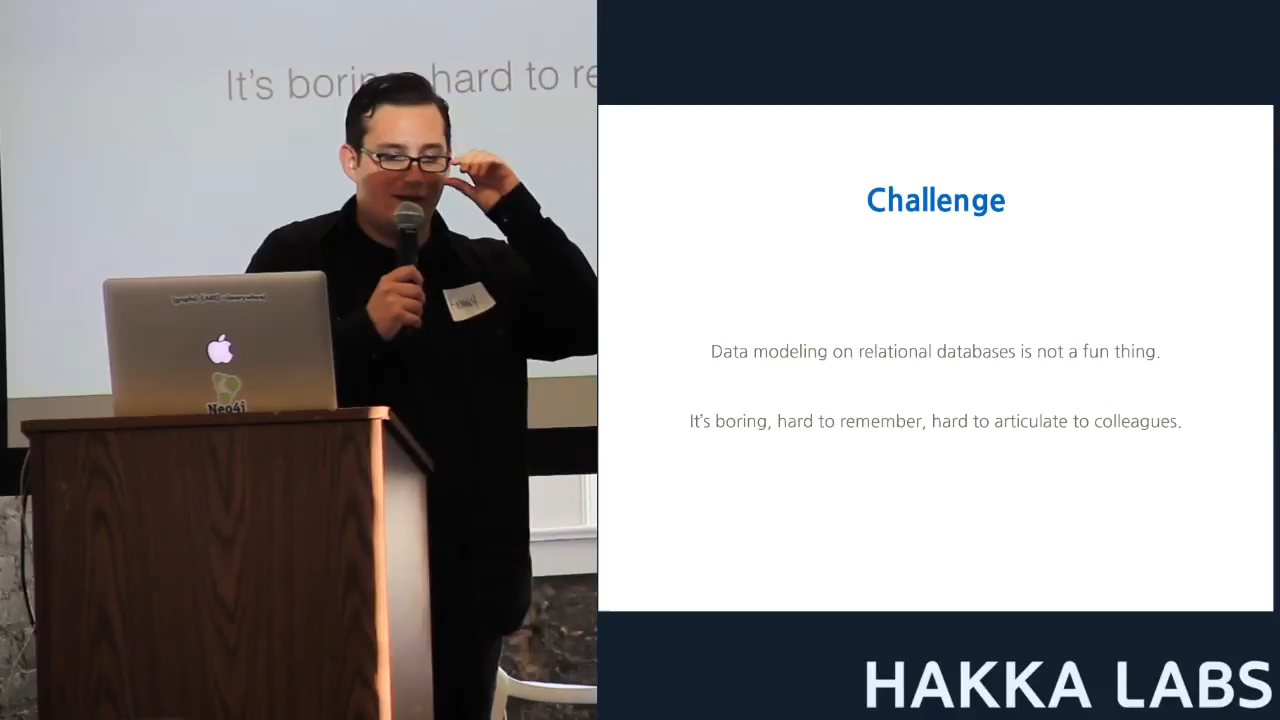 It's boring, hard to re
Neo4j
Challenge
Data modeling on relational databases is not a fun thing.
It's boring, hard to remember, hard to articulate to colleagues.
HAKKA LABS